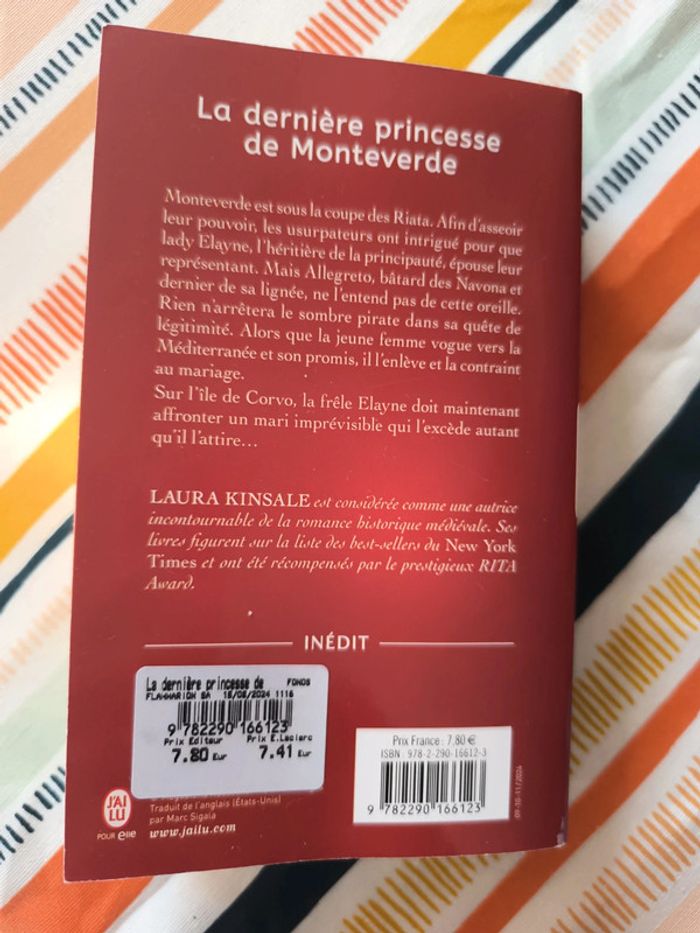 La dernière princesse
de Monteverde
Monteverde est sous la coupe des Riata. Afin d'asseoir
leur pouvoir, les usurpateurs ont intrigué pour que
lady Elayne, l'héritière de la principauté, épouse leur
représentant. Mais Allegreto, bâtard des Navona et
dernier de sa lignée, ne l'entend pas de cette oreille.
Rien n'arrêtera le sombre pirate dans sa quête de
légitimité. Alors que la jeune femme vogue vers la
Méditerranée et son promis, il l'enlève et la contraint
au mariage.
Sur l'île de Corvo, la frêle Elayne doit maintenant
affronter un mari imprévisible qui l'excède autant
qu'il l'attire…
LAURA KINSALE est considérée comme une autrice
incontournable de la romance historique médiévale. Ses
livres figurent sur la liste des best-sellers du New York
Times et ont été récompensés par le prestigieux RITA
Award.
INÉDIT
La dernière princesse de FONDS
FLAMMARION SA 15/08/2024 1116
9 782290 166123
Prix Editeur Prix E.Leclerc
7.80 Eur 7.41 Eur
Prix France : 7,80 €
ISBN : 978-2-290-16612-3
9 782290 166123
J'AI LU
POUR elle
Traduit de l'anglais (États-Unis)
par Marc Sigala
www.jailu.com